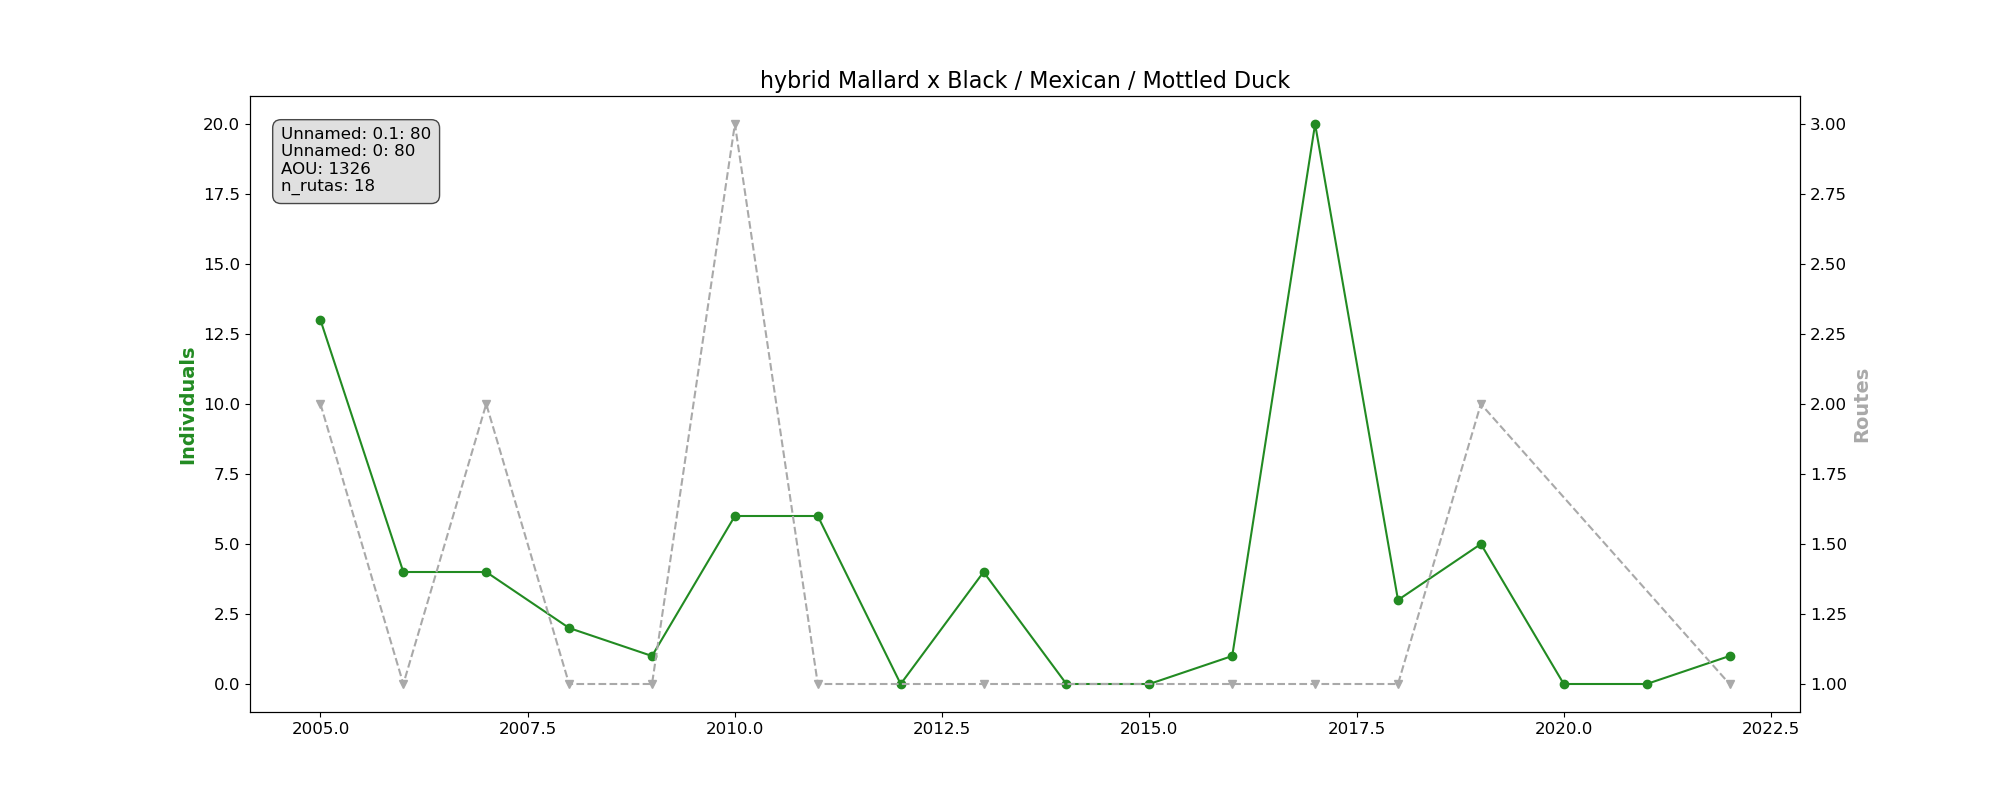 hybrid Mallard x Black / Mexican / Mottled Duck
Unnamed: 0.1: 80
Unnamed: 0: 80
AOU: 1326
n_rutas: 18
Individuals
20.0
17.5
15.0
12.5
10.0
7.5
5.0
2.5
0.0
3.00
2.75
2.50
2.25
2.00
1.75
1.50
1.25
1.00
Routes
2005.0 2007.5 2010.0 2012.5 2015.0 2017.5 2020.0 2022.5